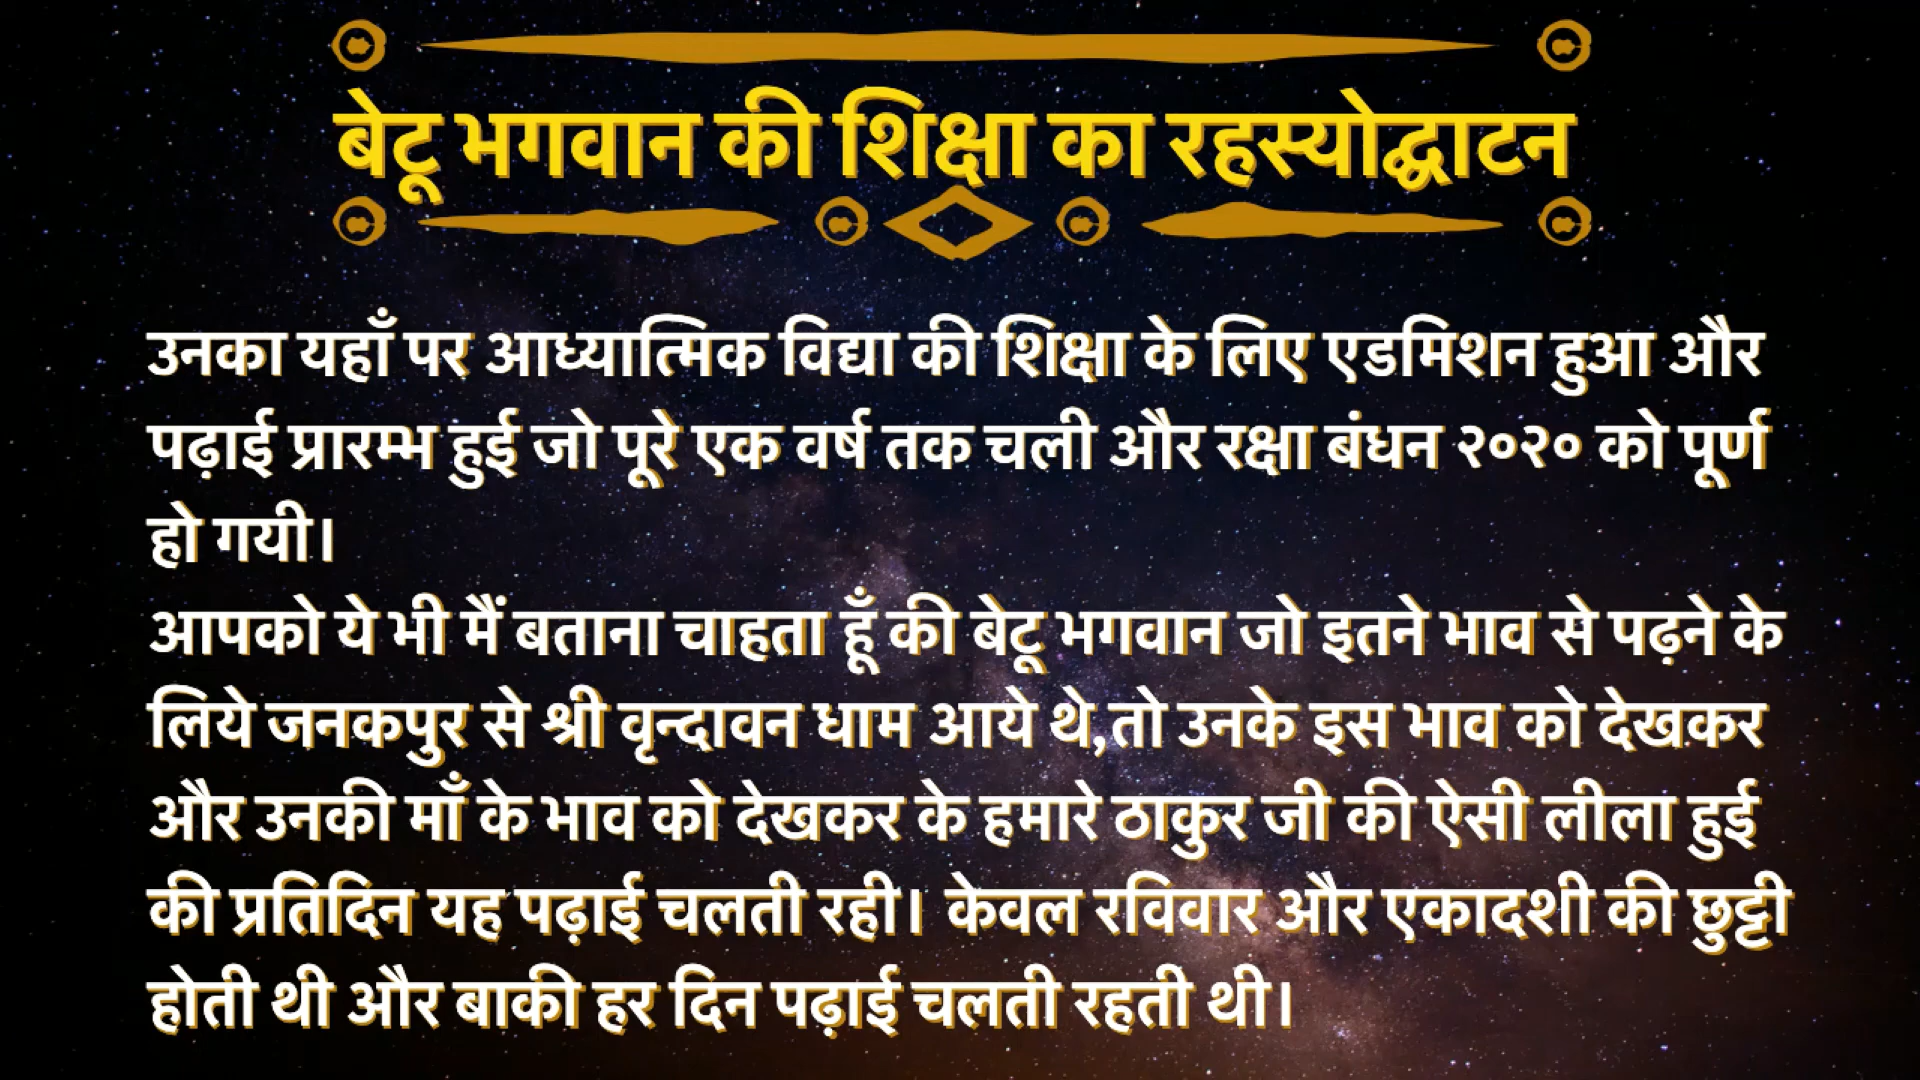 बेटू भगवान की शिक्षा का रहस्योद्घाटन
उनका यहाँ पर आध्यात्मिक विद्या की शिक्षा के लिए एडमिशन हुआ और
पढ़ाई प्रारम्भ हुई जो पूरे एक वर्ष तक चली और रक्षा बंधन २०२० को पूर्ण
हो गयी।
आपको ये भी मैं बताना चाहता हूँ की बेटू भगवान जो इतने भाव से पढ़ने के
लिये जनकपुर से श्री वृन्दावन धाम आये थे,तो उनके इस भाव को देखकर
और उनकी माँ के भाव को देखकर के हमारे ठाकुर जी की ऐसी लीला हुई
की प्रतिदिन यह पढ़ाई चलती रही। केवल रविवार और एकादशी की छुट्टी
होती थी और बाकी हर दिन पढ़ाई चलती रहती थी।